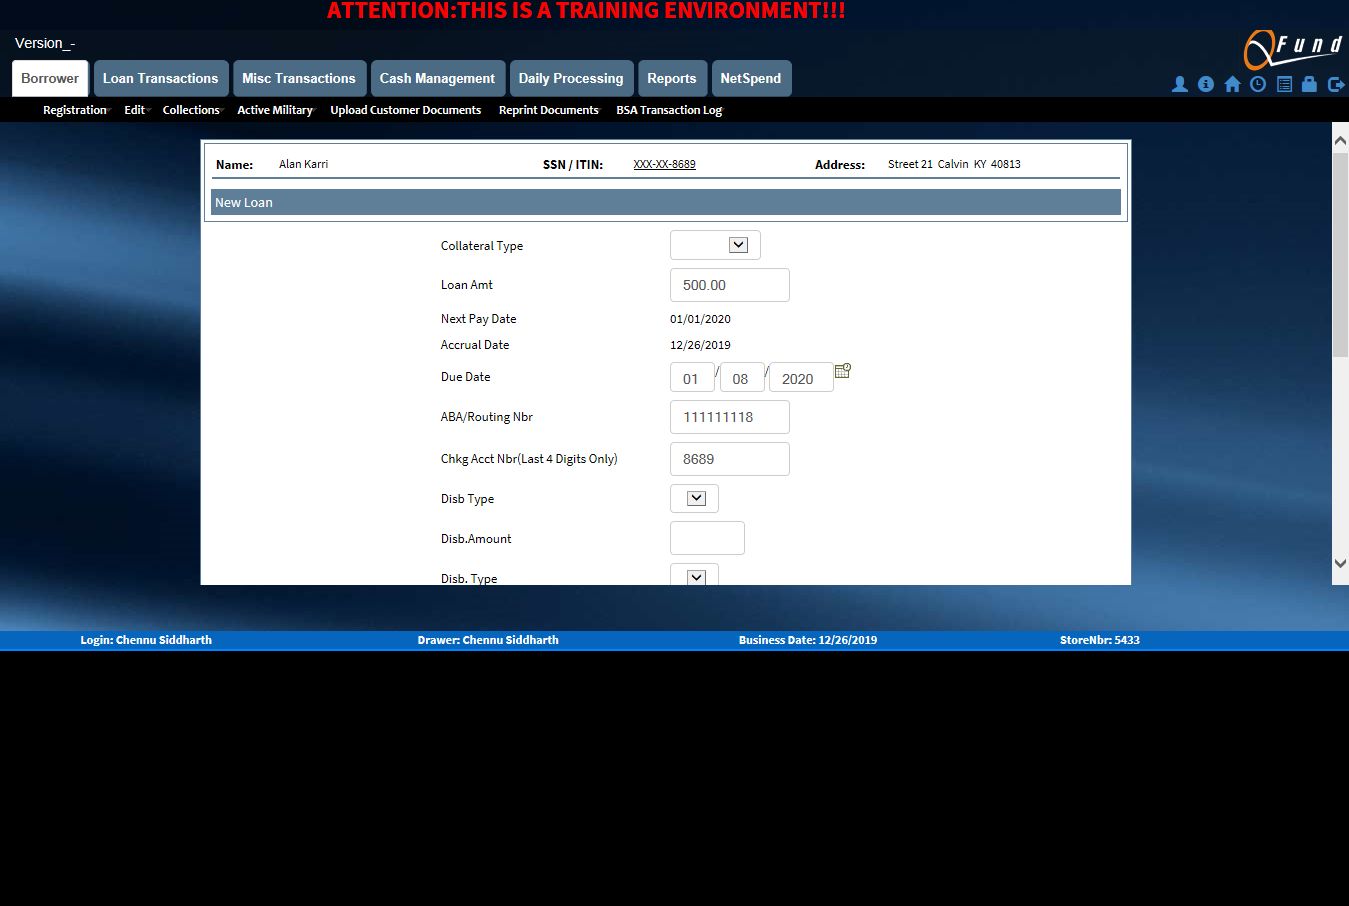 ATTENTION:THIS IS A TRAINING ENVIRONMENT!!!
Version_-
QFund
Borrower Loan Transactions Misc Transactions Cash Management Daily Processing Reports NetSpend
Registration Edit Collections Active Military Upload Customer Documents Reprint Documents BSA Transaction Log
Name: Alan Karri SSN / ITIN: XXX-XX-8689 Address: Street 21 Calvin KY 40813
New Loan
Collateral Type
Loan Amt 500.00
Next Pay Date 01/01/2020
Accrual Date 12/26/2019
Due Date 01 / 08 / 2020
ABA/Routing Nbr 111111118
Chkg Acct Nbr(Last 4 Digits Only) 8689
Disb Type
Disb.Amount
Disb. Type
Login: Chennu Siddharth Drawer: Chennu Siddharth Business Date: 12/26/2019 StoreNbr: 5433